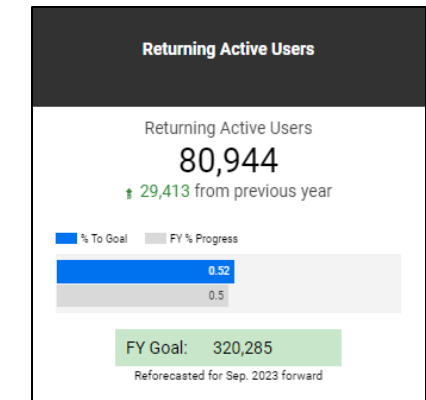 Returning Active Users
Returning Active Users
80,944
29,413 from previous year
% To Goal FY % Progress
0.52
0.5
FY Goal: 320,285
Reforecasted for Sep. 2023 forward